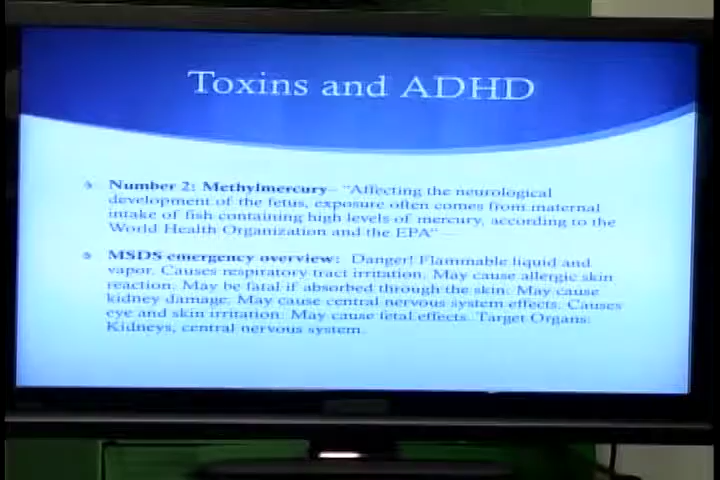 Toxins and ADHD
Number 2: Methylmercury– "Affecting the neurological
development of the fetus, exposure often comes from maternal
intake of fish containing high levels of mercury, according to the
World Health Organization and the EPA"
MSDS emergency overview: Danger! Flammable liquid and
vapor. Causes respiratory tract irritation. May cause allergic skin
reaction. May be fatal if absorbed through the skin. May cause
kidney damage. May cause central nervous system effects. Causes
eye and skin irritation. May cause fetal effects. Target Organs:
Kidneys, central nervous system.